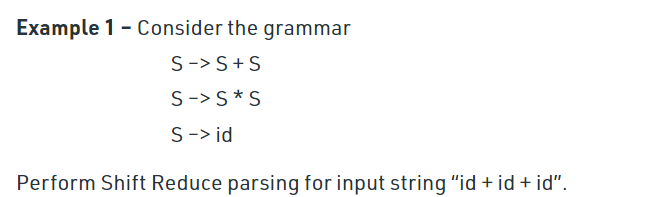 Example 1 – Consider the grammar
S –> S + S
S –> S * S
S –> id
Perform Shift Reduce parsing for input string “id + id + id”.